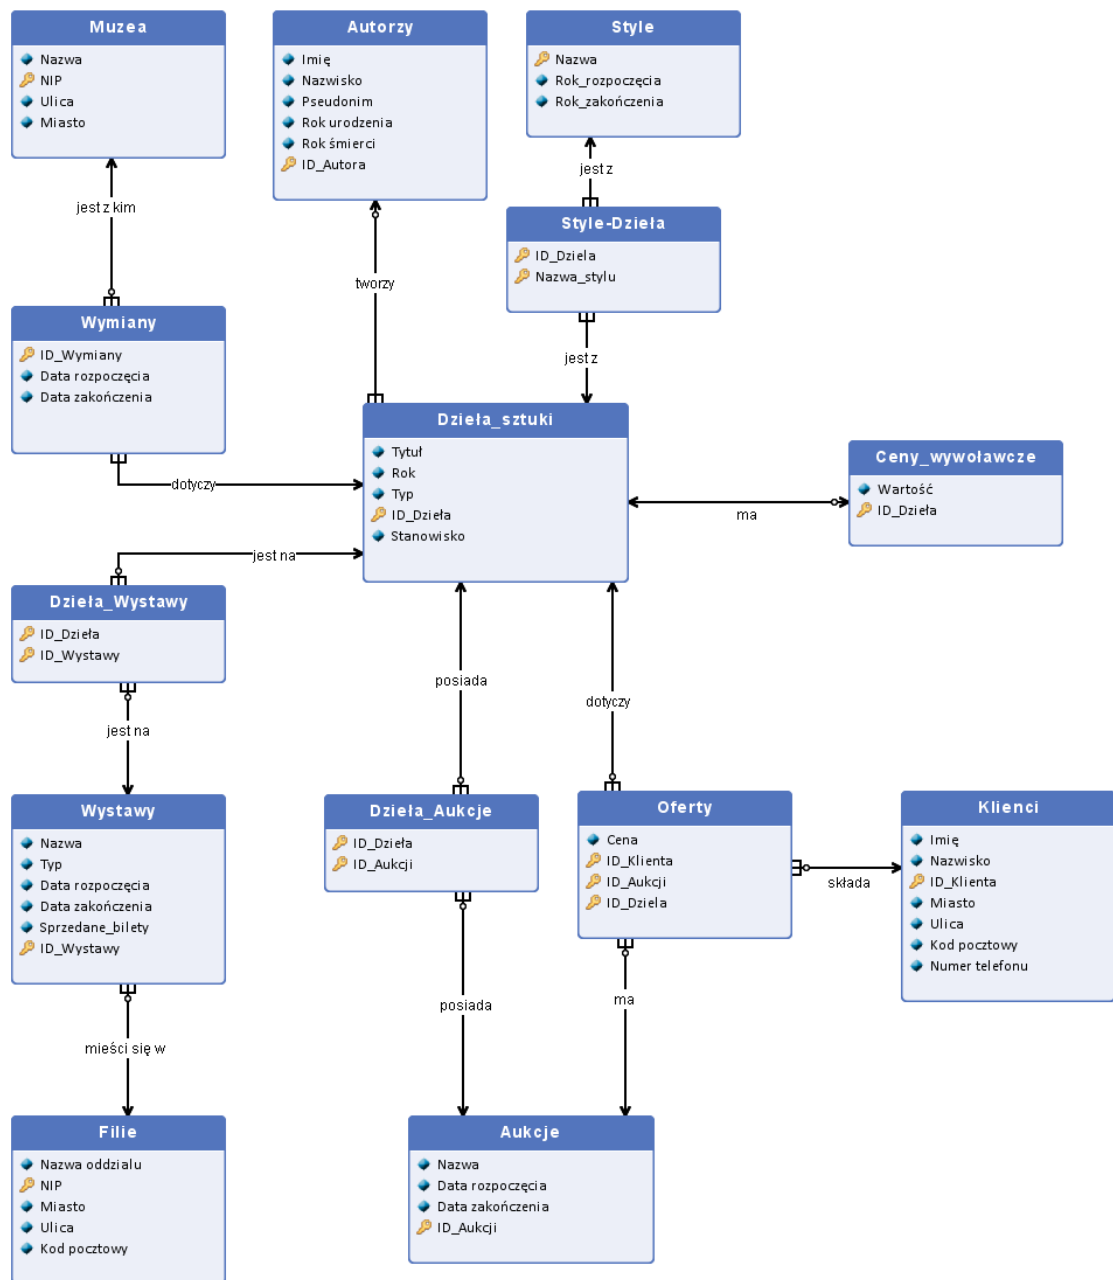 Muzea
Nazwa
NIP
Ulica
Miasto
Autorzy
Imię
Nazwisko
Pseudonim
Rok urodzenia
Rok śmierci
ID_Autora
Style
Nazwa
Rok_rozpoczęcia
Rok_zakończenia
jest z kim
tworzy
jest z
Style-Dzieła
ID_Dziela
Nazwa_stylu
jest z
Wymiany
ID_Wymiany
Data rozpoczęcia
Data zakończenia
dotyczy
Dzieła_sztuki
Tytuł
Rok
Typ
ID_Dzieła
Stanowisko
ma
Ceny_wywoławcze
Wartość
ID_Dzieła
jest na
Dzieła_Wystawy
ID_Dzieła
ID_Wystawy
jest na
posiada
dotyczy
Wystawy
Nazwa
Typ
Data rozpoczęcia
Data zakończenia
Sprzedane_bilety
ID_Wystawy
Dzieła_Aukcje
ID_Dzieła
ID_Aukcji
Oferty
Cena
ID_Klienta
ID_Aukcji
ID_Dziela
składa
Klienci
Imię
Nazwisko
ID_Klienta
Miasto
Ulica
Kod pocztowy
Numer telefonu
mieści się w
posiada
ma
Filie
Nazwa oddzialu
NIP
Miasto
Ulica
Kod pocztowy
Aukcje
Nazwa
Data rozpoczęcia
Data zakończenia
ID_Aukcji